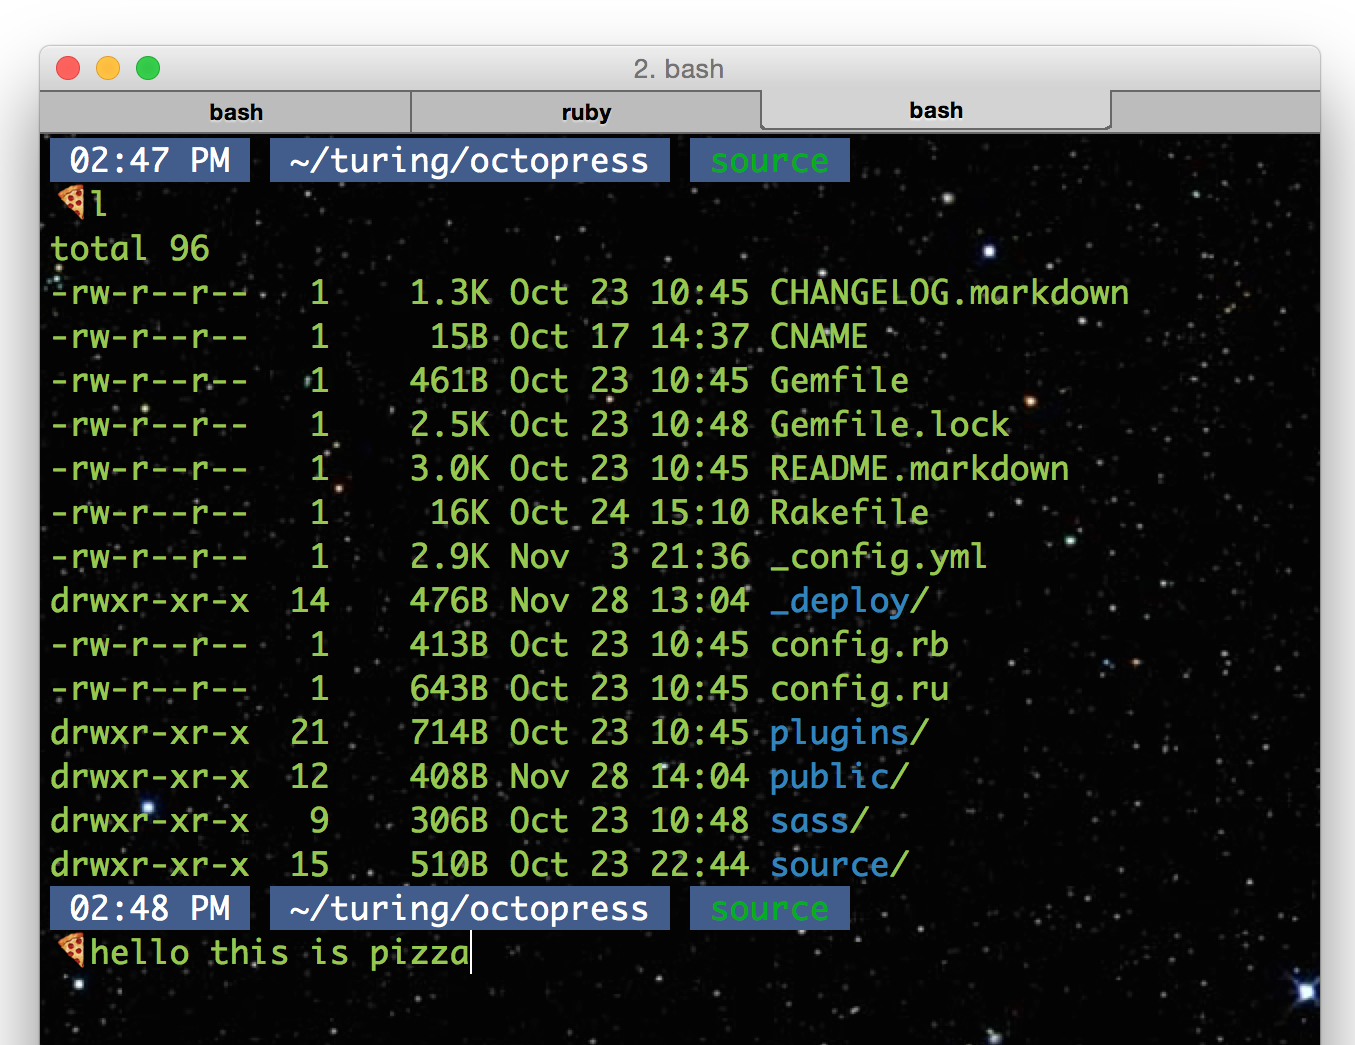 2. bash
bash ruby bash
02:47 PM ~/turing/octopress source
🍕l
total 96
-rw-r--r-- 1 1.3K Oct 23 10:45 CHANGELOG.markdown
-rw-r--r-- 1 15B Oct 17 14:37 CNAME
-rw-r--r-- 1 461B Oct 23 10:45 Gemfile
-rw-r--r-- 1 2.5K Oct 23 10:48 Gemfile.lock
-rw-r--r-- 1 3.0K Oct 23 10:45 README.markdown
-rw-r--r-- 1 16K Oct 24 15:10 Rakefile
-rw-r--r-- 1 2.9K Nov 3 21:36 _config.yml
drwxr-xr-x 14 476B Nov 28 13:04 _deploy/
-rw-r--r-- 1 413B Oct 23 10:45 config.rb
-rw-r--r-- 1 643B Oct 23 10:45 config.ru
drwxr-xr-x 21 714B Oct 23 10:45 plugins/
drwxr-xr-x 12 408B Nov 28 14:04 public/
drwxr-xr-x 9 306B Oct 23 10:48 sass/
drwxr-xr-x 15 510B Oct 23 22:44 source/
02:48 PM ~/turing/octopress source
🍕hello this is pizza